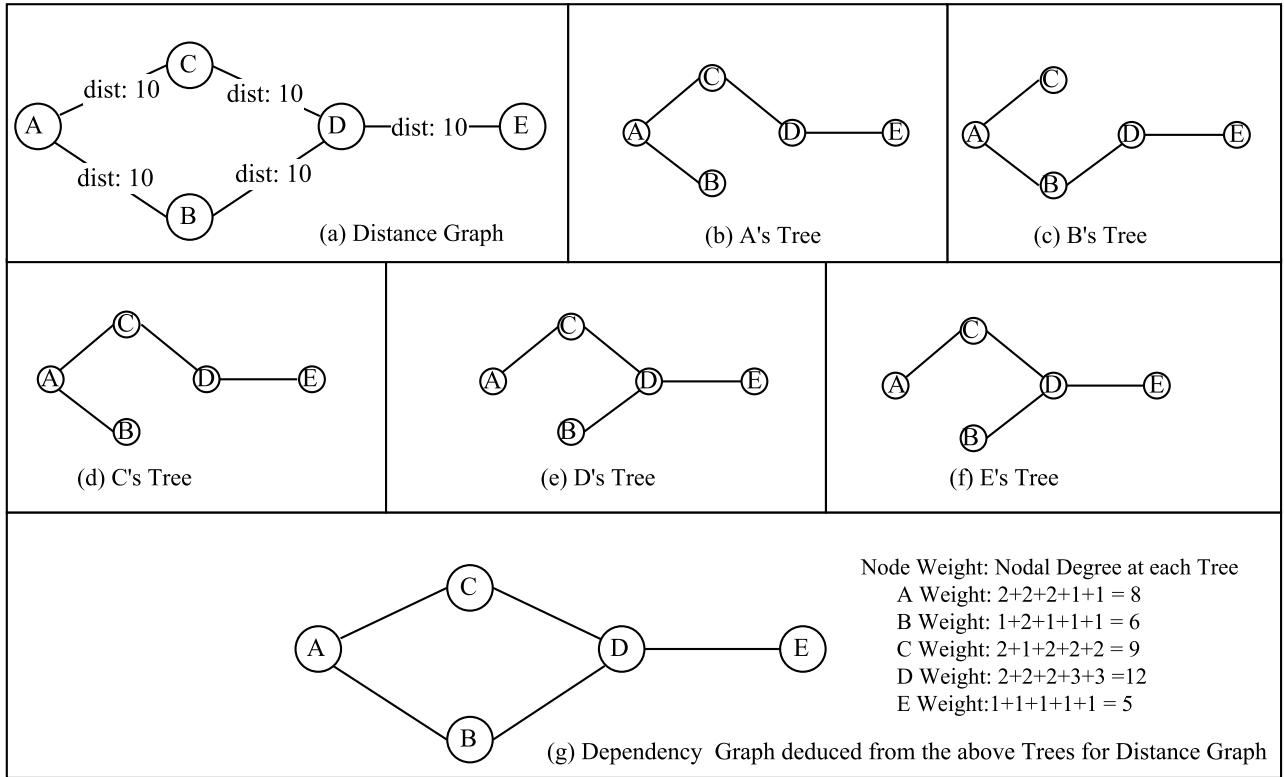 C
dist: 10
dist: 10
A
D
dist: 10
E
dist: 10
dist: 10
B
(a) Distance Graph
C
A
D
E
B
(b) A's Tree
C
A
D
E
B
(c) B's Tree
C
A
D
E
B
(d) C's Tree
C
A
D
E
B
(e) D's Tree
C
A
D
E
B
(f) E's Tree
C
A
D
E
B
Node Weight: Nodal Degree at each Tree
A Weight: 2+2+2+1+1 = 8
B Weight: 1+2+1+1+1 = 6
C Weight: 2+1+2+2+2 = 9
D Weight: 2+2+2+3+3 =12
E Weight:1+1+1+1+1 = 5
(g) Dependency Graph deduced from the above Trees for Distance Graph